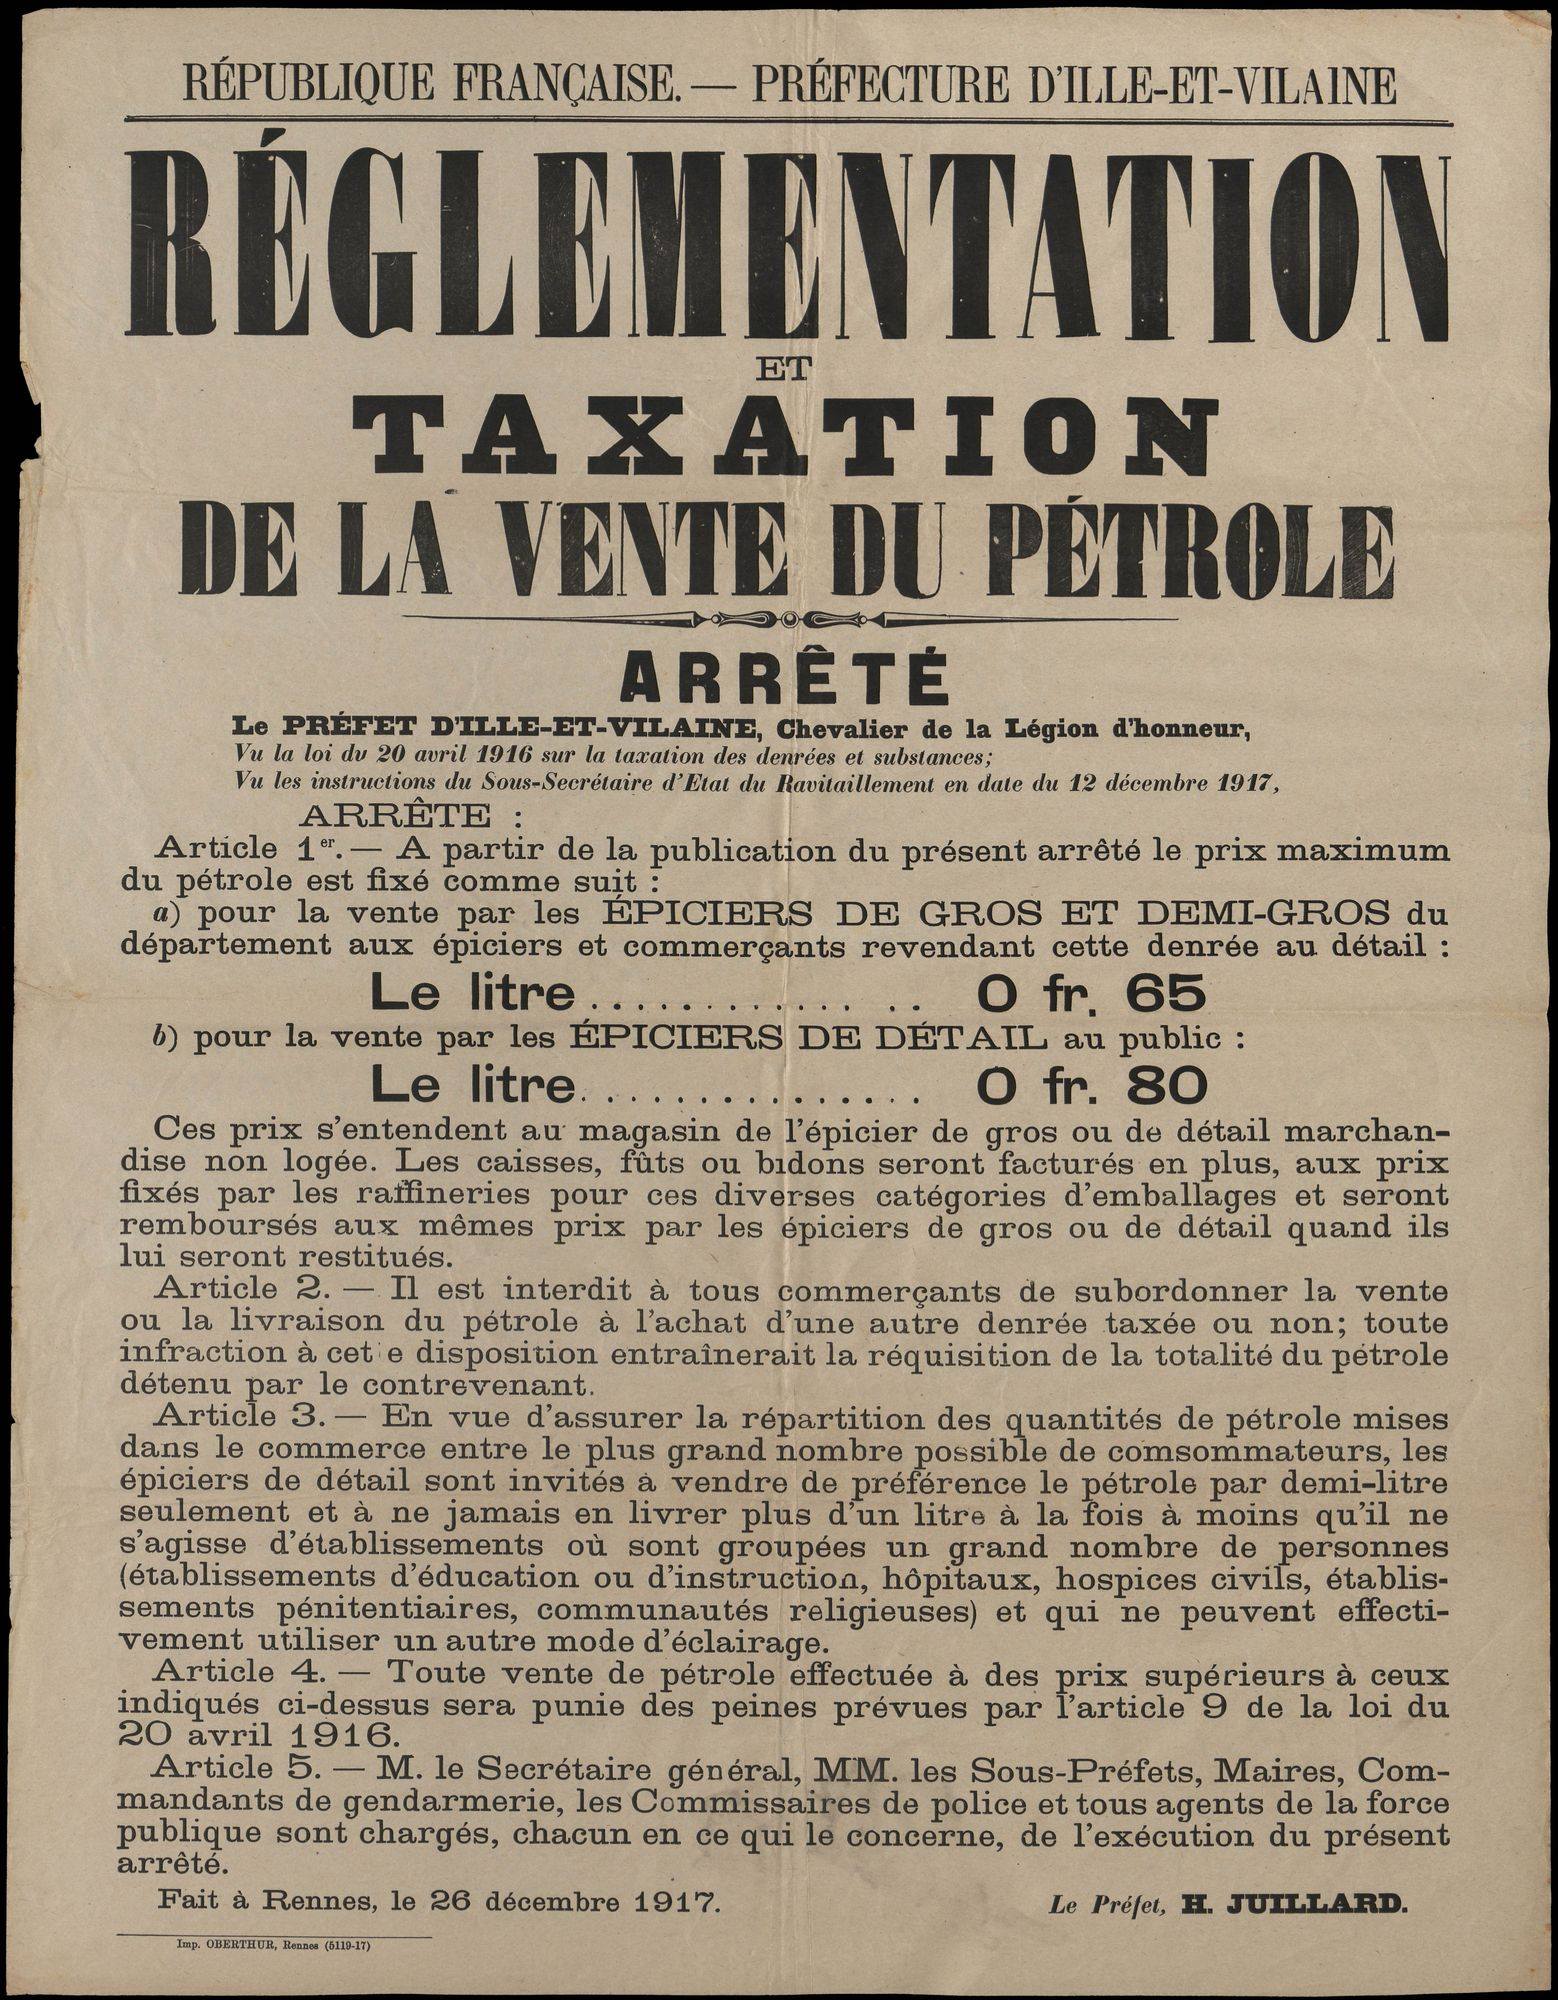 RÉPUBLIQUE FRANÇAISE. — PRÉFECTURE D'ILLE-ET-VILAINE
RÉGLEMENTATION
ET
TAXATION
DE LA VENTE DU PÉTROLE
ARRÊTÉ
Le PRÉFET D'ILLE-ET-VILAINE, Chevalier de la Légion d'honneur,
Vu la loi du 20 avril 1916 sur la taxation des denrées et substances;
Vu les instructions du Sous-Secrétaire d'Etat du Ravitaillement en date du 12 décembre 1917,
ARRÊTE :
Article 1er. — A partir de la publication du présent arrêté le prix maximum
du pétrole est fixé comme suit :
a) pour la vente par les ÉPICIERS DE GROS ET DEMI-GROS du
département aux épiciers et commerçants revendant cette denrée au détail :
Le litre............. .. 0 fr. 65
b) pour la vente par les ÉPICIERS DE DÉTAIL au public :
Le litre............... 0 fr. 80
Ces prix s'entendent au magasin de l'épicier de gros ou de détail marchan-
dise non logée. Les caisses, fûts ou bidons seront facturés en plus, aux prix
fixés par les raffineries pour ces diverses catégories d'emballages et seront
remboursés aux mêmes prix par les épiciers de gros ou de détail quand ils
lui seront restitués.
Article 2. — Il est interdit à tous commerçants de subordonner la vente
ou la livraison du pétrole à l'achat d'une autre denrée taxée ou non; toute
infraction à cette disposition entraînerait la réquisition de la totalité du pétrole
détenu par le contrevenant.
Article 3. — En vue d'assurer la répartition des quantités de pétrole mises
dans le commerce entre le plus grand nombre possible de comsommateurs, les
épiciers de détail sont invités à vendre de préférence le pétrole par demi-litre
seulement et à ne jamais en livrer plus d'un litre à la fois à moins qu'il ne
s'agisse d'établissements où sont groupées un grand nombre de personnes
(établissements d'éducation ou d'instruction, hôpitaux, hospices civils, établis-
sements pénitentiaires, communautés religieuses) et qui ne peuvent effecti-
vement utiliser un autre mode d'éclairage.
Article 4. — Toute vente de pétrole effectuée à des prix supérieurs à ceux
indiqués ci-dessus sera punie des peines prévues par l'article 9 de la loi du
20 avril 1916.
Article 5. — M. le Secrétaire général, MM. les Sous-Préfets, Maires, Com-
mandants de gendarmerie, les Commissaires de police et tous agents de la force
publique sont chargés, chacun en ce qui le concerne, de l'exécution du présent
arrêté.
Fait à Rennes, le 26 décembre 1917. Le Préfet, H. JUILLARD.
Imp. OBERTHUR, Rennes (5119-17)